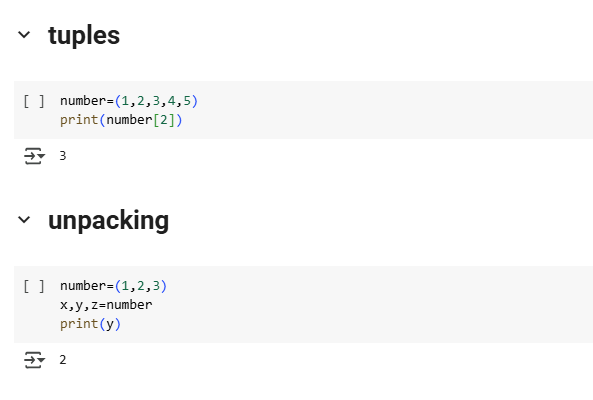 tuples
[ ] number=(1,2,3,4,5)
print(number[2])
3
unpacking
[ ] number=(1,2,3)
x,y,z=number
print(y)
2